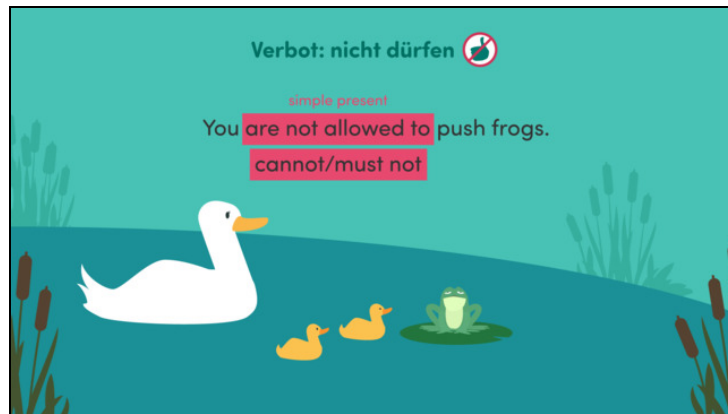 Verbot: nicht dürfen
simple present
You are not allowed to push frogs.
cannot/must not